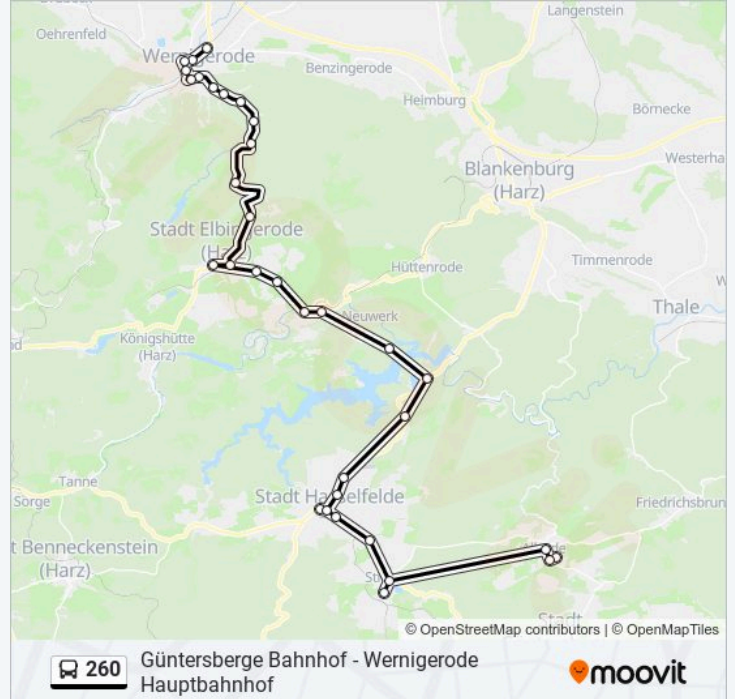 Langenstein
Oehrenfeld
Wernigerode
Benzingerode
Heimburg
Börnecke
Westerha
Blankenburg
(Harz)
Stadt Elbingerode
(Harz)
Timmenrode
Hüttenrode
Thale
Neuwerk
Königshütte
(Harz)
Tanne
Sorge
Stadt Hasselfelde
Friedrichsbrun
t Benneckenstein
(Harz)
Stadt
© OpenStreetMap contributors | © OpenMapTiles
260
Güntersberge Bahnhof - Wernigerode
Hauptbahnhof
moovit